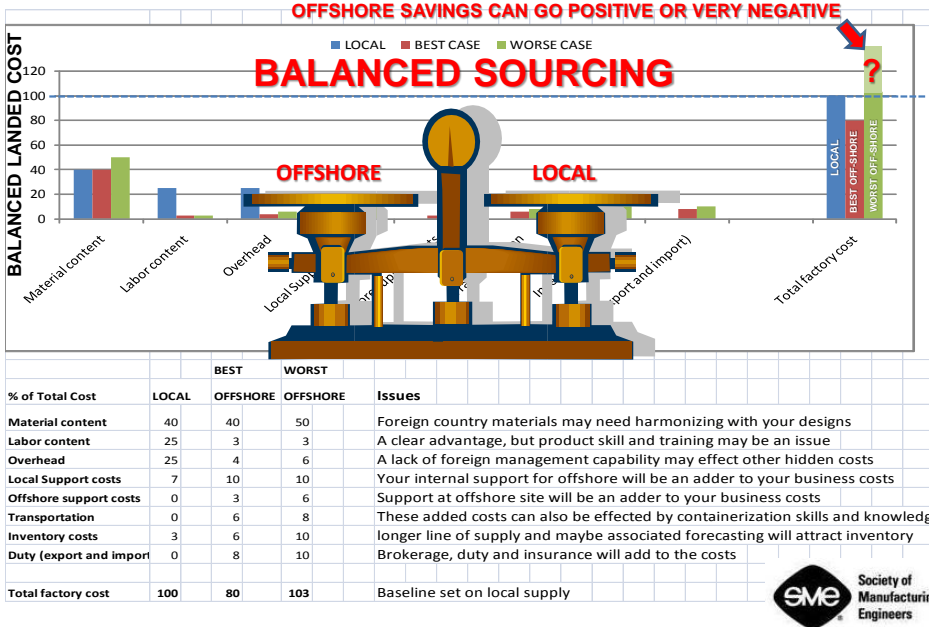 OFFSHORE SAVINGS CAN GO POSITIVE OR VERY NEGATIVE
LOCAL BEST CASE WORSE CASE
BALANCED SOURCING
?
BALANCED LANDED COST
120
100
80
60
40
20
0
OFFSHORE LOCAL
LOCAL
BEST OFF-SHORE
WORST OFF-SHORE
Material content
Labor content
Overhead
Local
port and import)
Total factory cost
BEST WORST
% of Total Cost LOCAL OFFSHORE OFFSHORE Issues
Material content 40 40 50 Foreign country materials may need harmonizing with your designs
Labor content 25 3 3 A clear advantage, but product skill and training may be an issue
Overhead 25 4 6 A lack of foreign management capability may effect other hidden costs
Local Support costs 7 10 10 Your internal support for offshore will be an adder to your business costs
Offshore support costs 0 3 6 Support at offshore site will be an adder to your business costs
Transportation 0 6 8 These added costs can also be effected by containerization skills and knowledg
Inventory costs 3 6 10 longer line of supply and maybe associated forecasting will attract inventory
Duty (export and import 0 8 10 Brokerage, duty and insurance will add to the costs
Total factory cost 100 80 103 Baseline set on local supply
SME
Society of
Manufacturin
Engineers